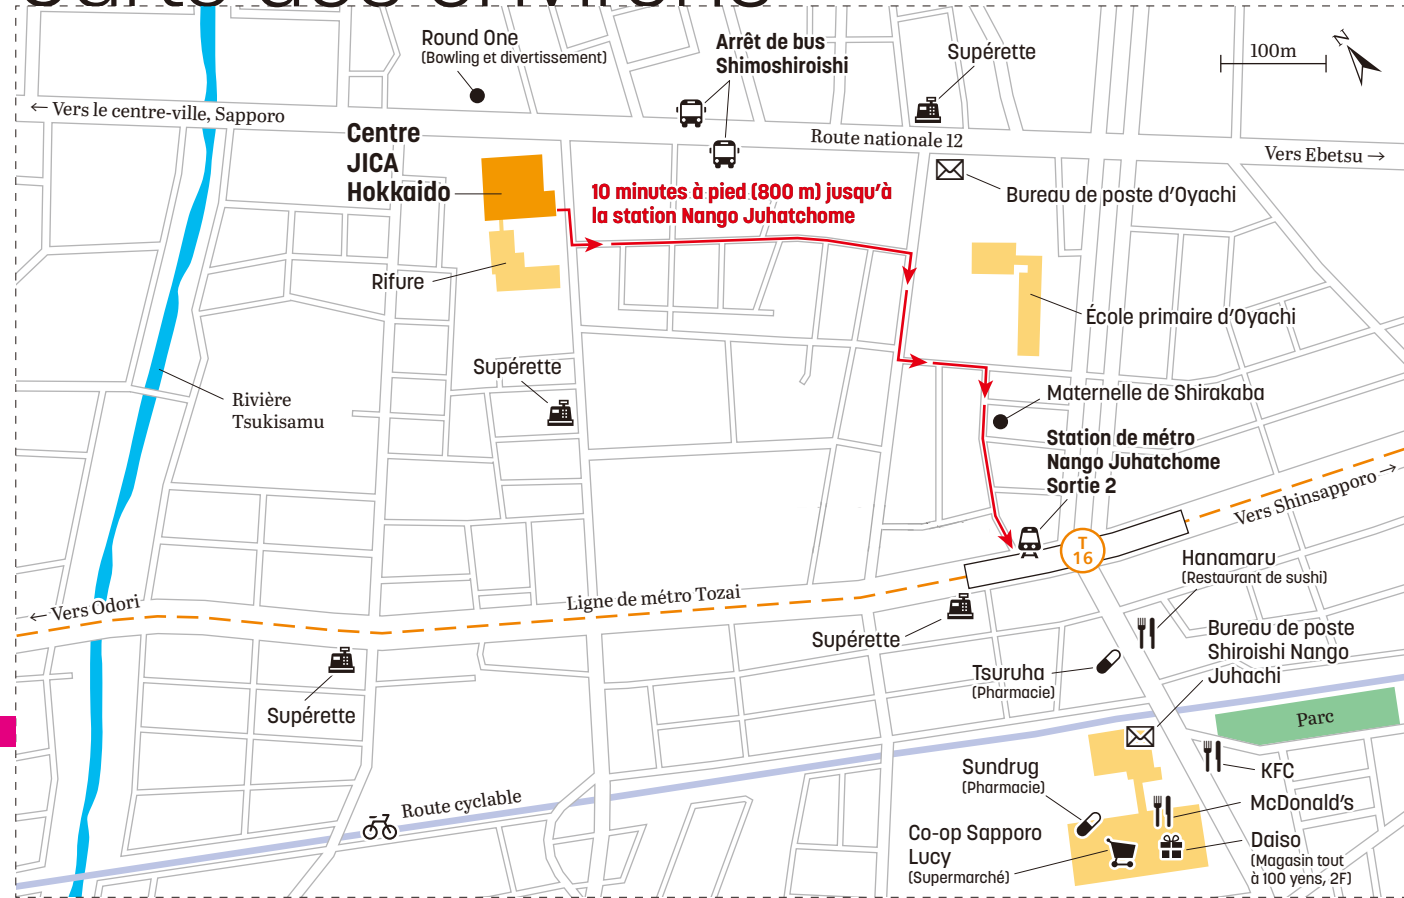 Carte des environs
Round One
(Bowling et divertissement)
Arrêt de bus
Shimoshiroishi
Supérette
N
100m
← Vers le centre-ville, Sapporo
Centre
JICA
Hokkaido
Route nationale 12
Vers Ebetsu →
10 minutes à pied (800 m) jusqu'à
la station Nango Juhatchome
Bureau de poste d'Oyachi
Rifure
École primaire d'Oyachi
Supérette
Rivière
Tsukisamu
Maternelle de Shirakaba
Station de métro
Nango Juhatchome
Sortie 2
Vers Shinsapporo →
T
16
Hanamaru
(Restaurant de sushi)
← Vers Odori
Ligne de métro Tozai
Supérette
Bureau de poste
Shiroishi Nango
Juhachi
Tsuruha
(Pharmacie)
Supérette
Parc
KFC
Sundrug
(Pharmacie)
McDonald's
Route cyclable
Co-op Sapporo
Lucy
(Supermarché)
Daiso
(Magasin tout
à 100 yens, 2F)